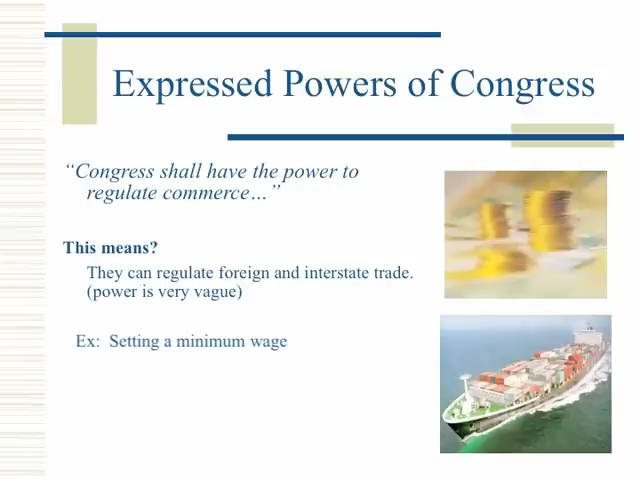 Expressed Powers of Congress
“Congress shall have the power to
regulate commerce…”
This means?
They can regulate foreign and interstate trade.
(power is very vague)
Ex:  Setting a minimum wage